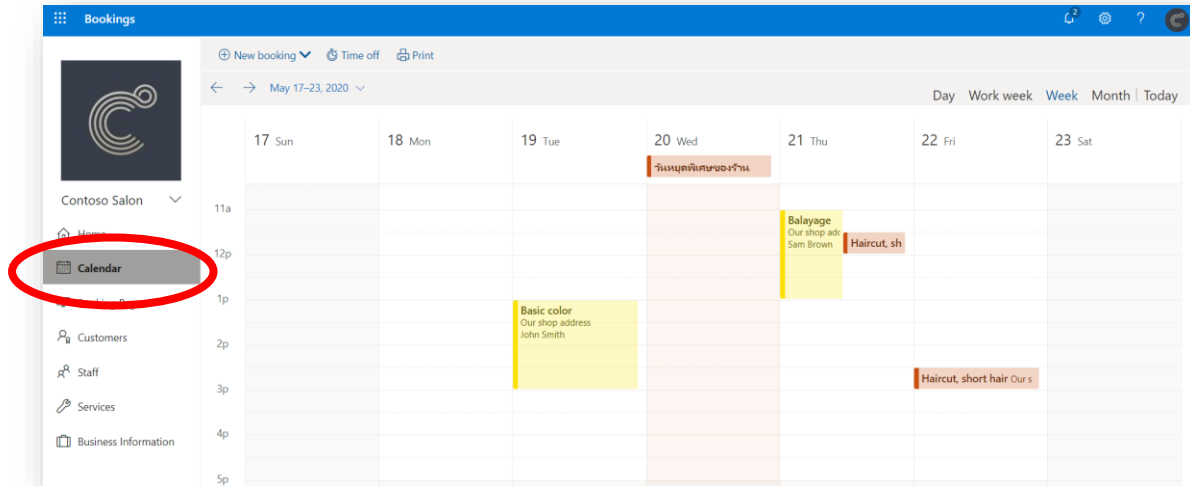 Bookings
2
?
New booking
Time off
Print
May 17–23, 2020
Day
Work week
Week
Month
Today
17 Sun
18 Mon
19 Tue
20 Wed
21 Thu
22 Fri
23 Sat
วันหยุดพิเศษของร้าน
Contoso Salon
Home
Calendar
Customers
Staff
Services
Business Information
11a
12p
1p
2p
3p
4p
5p
Basic color
Our shop address
John Smith
Balayage
Our shop add
Sam Brown
Haircut, sh
Haircut, short hair Our s